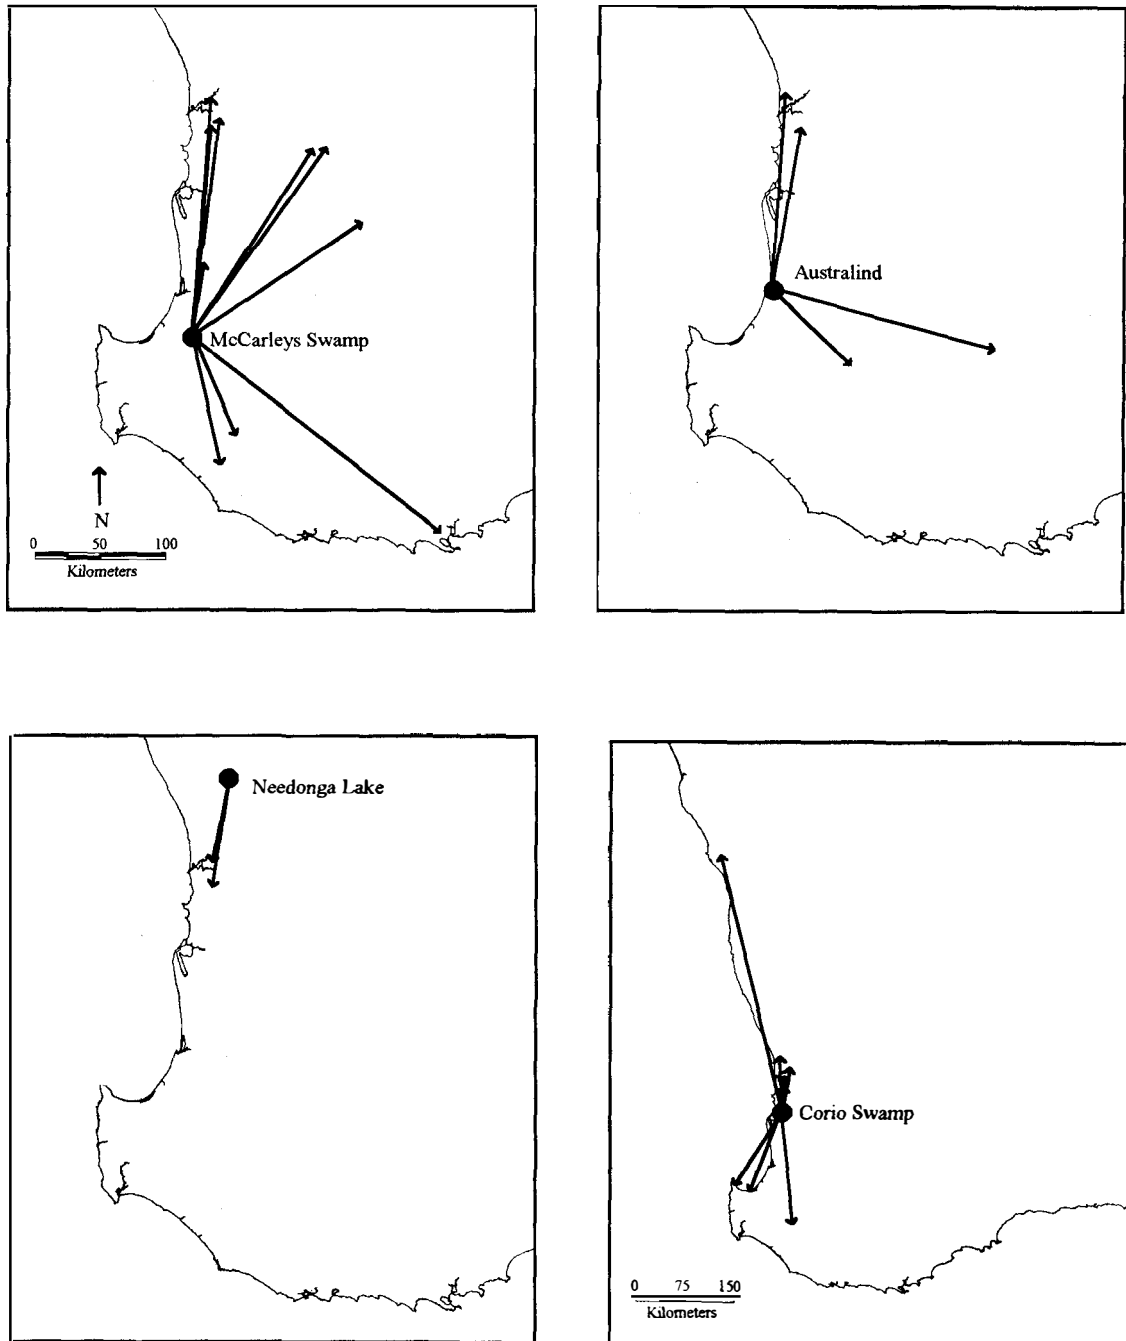 McCarleys Swamp
N
0 50 100
Kilometers
Australind
Needonga Lake
Corio Swamp
0 75 150
Kilometers